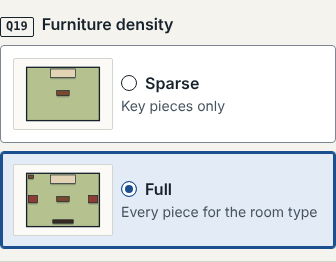 Q19 Furniture density
Sparse
Key pieces only
Full
Every piece for the room type